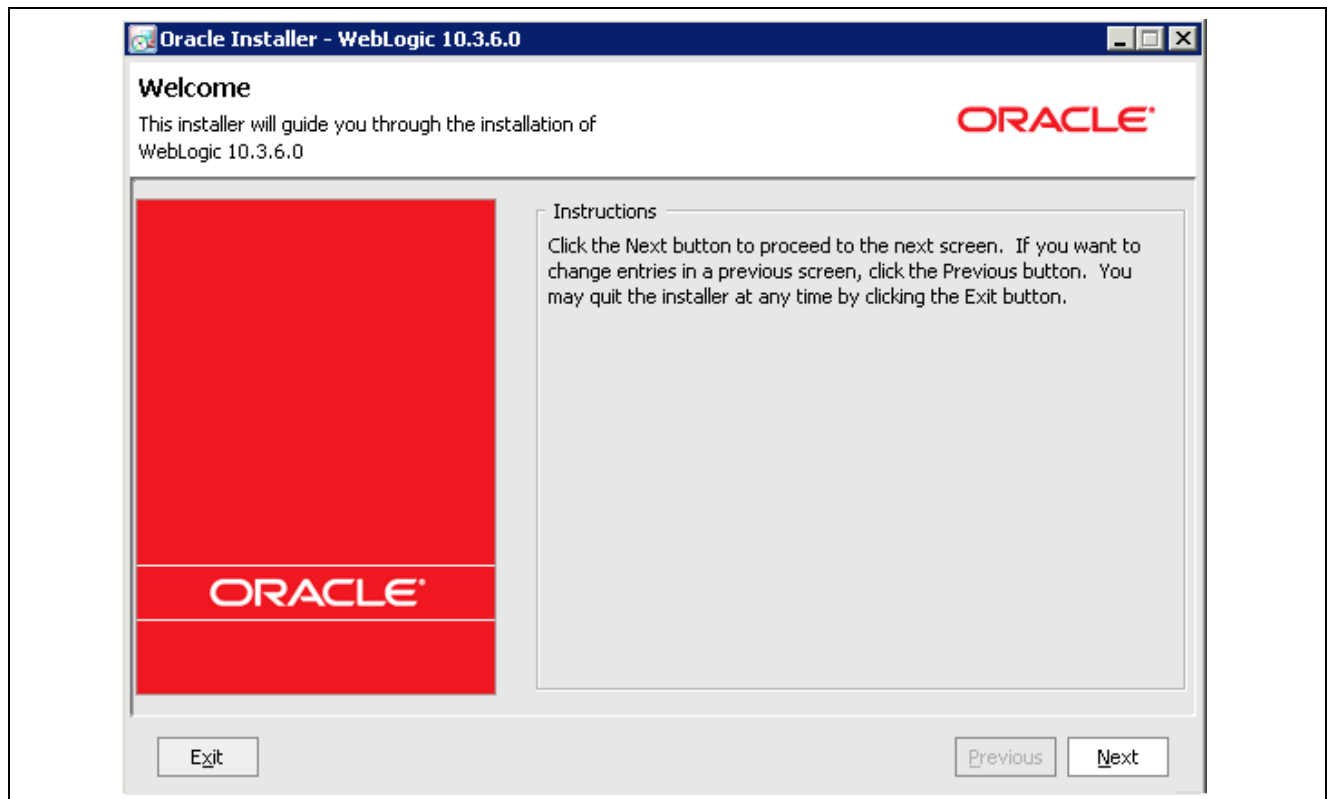 Oracle Installer - WebLogic 10.3.6.0
Welcome
This installer will guide you through the installation of
WebLogic 10.3.6.0
ORACLE
Instructions
Click the Next button to proceed to the next screen. If you want to
change entries in a previous screen, click the Previous button. You
may quit the installer at any time by clicking the Exit button.
ORACLE
Exit
Previous
Next